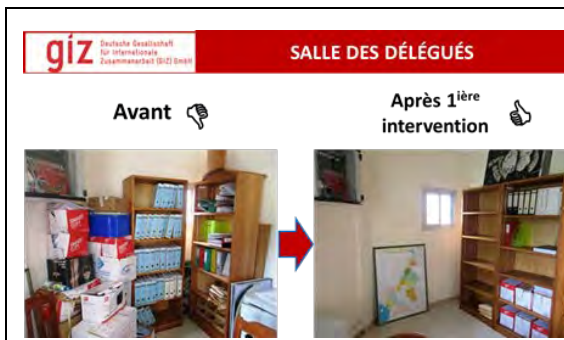 giz Deutsche Gesellschaft
für Internationale
Zusammenarbeit (GIZ) GmbH
SALLE DES DÉLÉGUÉS
Avant
Après 1ière
intervention